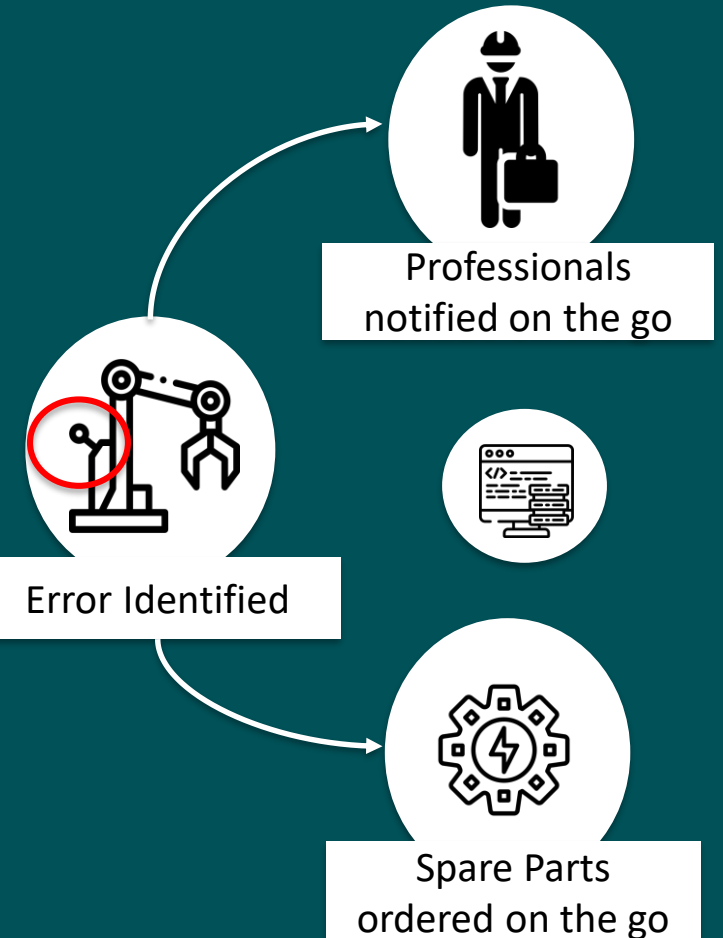 Professionals
notified on the go
</>
Error Identified
Spare Parts
ordered on the go